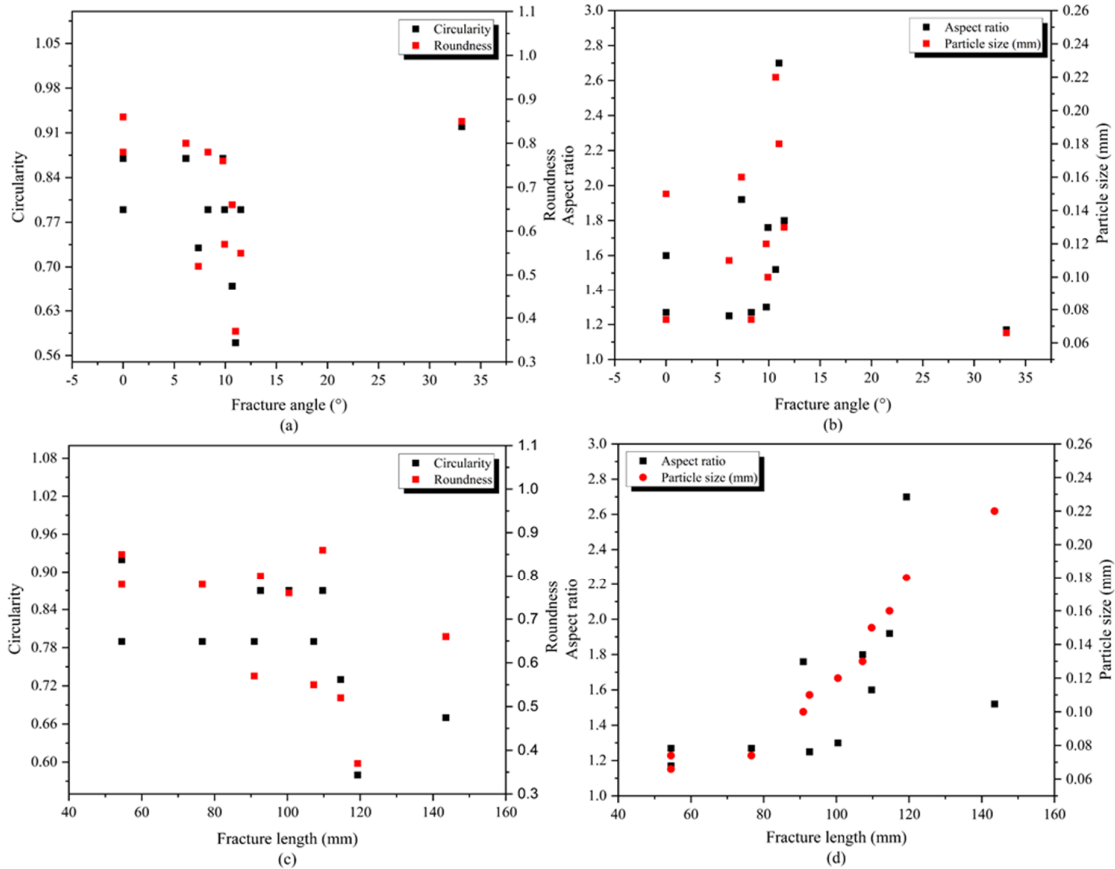 Circularity
Roundness
1.05
0.98
0.91
0.84
0.77
0.70
0.63
0.56
Circularity
1.1
1.0
0.9
0.8
0.7
0.6
0.5
0.4
0.3
Roundness
-5 0 5 10 15 20 25 30 35
Fracture angle (°)
(a)
Aspect ratio
Particle size (mm)
3.0
2.8
2.6
2.4
2.2
2.0
1.8
1.6
1.4
1.2
1.0
Aspect ratio
0.26
0.24
0.22
0.20
0.18
0.16
0.14
0.12
0.10
0.08
0.06
Particle size (mm)
-5 0 5 10 15 20 25 30 35
Fracture angle (°)
(b)
Circularity
Roundness
1.08
1.02
0.96
0.90
0.84
0.78
0.72
0.66
0.60
Circularity
1.1
1.0
0.9
0.8
0.7
0.6
0.5
0.4
0.3
Roundness
40 60 80 100 120 140 160
Fracture length (mm)
(c)
Aspect ratio
Particle size (mm)
3.0
2.8
2.6
2.4
2.2
2.0
1.8
1.6
1.4
1.2
1.0
Aspect ratio
0.26
0.24
0.22
0.20
0.18
0.16
0.14
0.12
0.10
0.08
0.06
Particle size (mm)
40 60 80 100 120 140 160
Fracture length (mm)
(d)